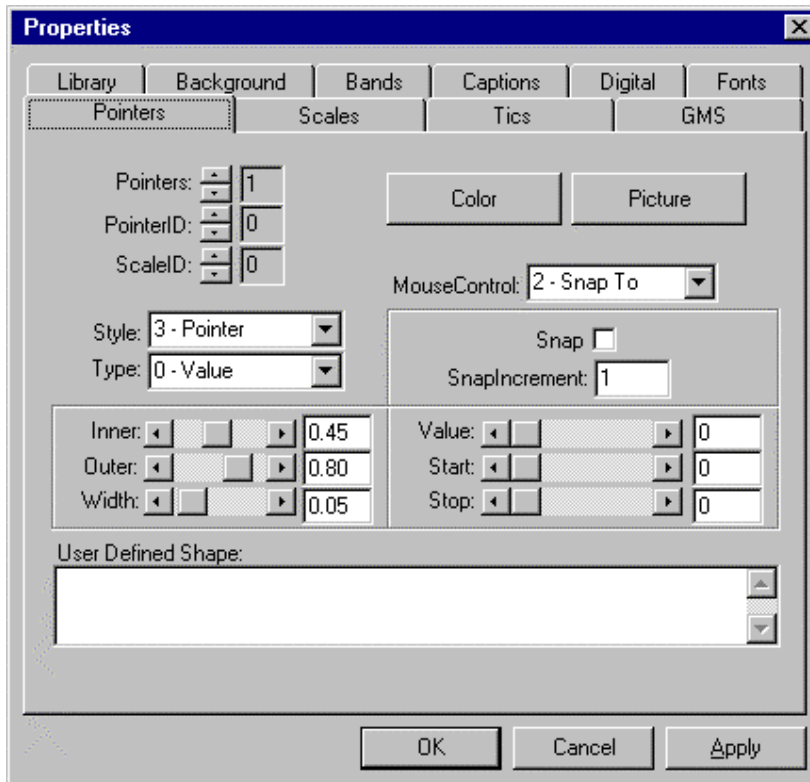 Properties
Library Background Bands Captions Digital Fonts
Pointers Scales Tics GMS
Pointers: 1
PointerID: 0
ScaleID: 0
Color Picture
MouseControl: 2 - Snap To
Style: 3 - Pointer
Type: 0 - Value
Snap
SnapIncrement: 1
Inner: 0.45
Outer: 0.80
Width: 0.05
Value: 0
Start: 0
Stop: 0
User Defined Shape:
OK Cancel Apply